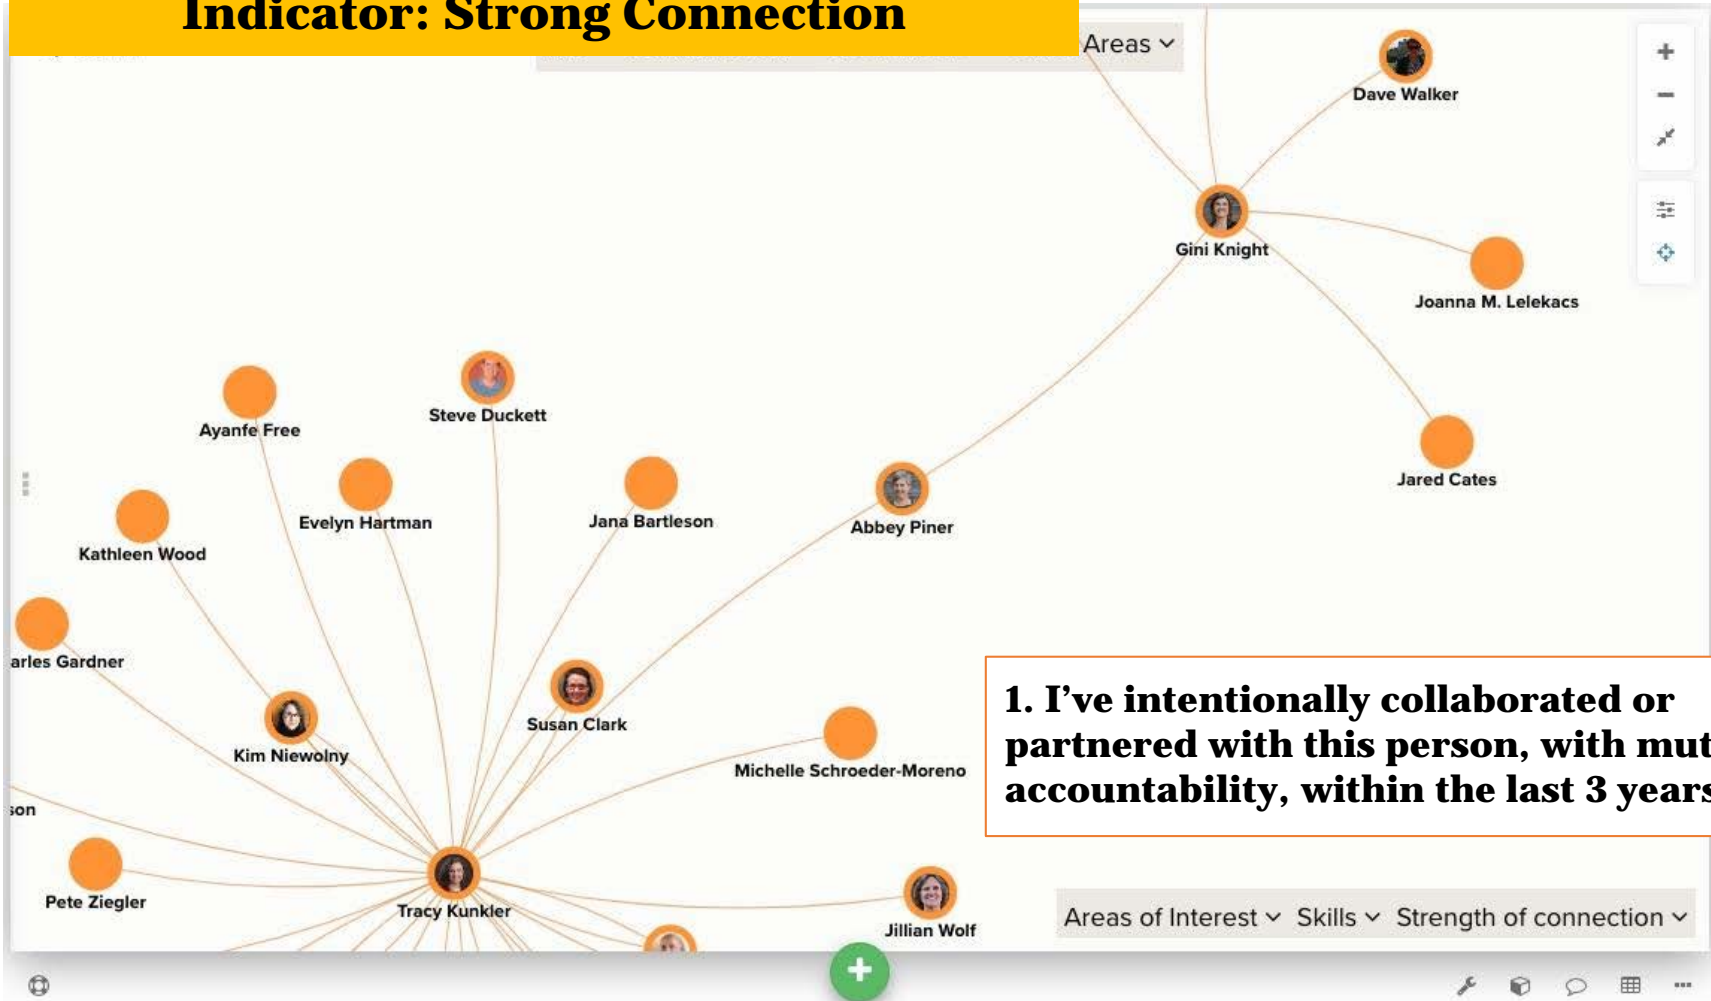 Indicator: Strong Connection
Areas
Dave Walker
Gini Knight
Joanna M. Lelekacs
Steve Duckett
Ayanfe Free
Jared Cates
Evelyn Hartman
Jana Bartleson
Abbey Piner
Kathleen Wood
arles Gardner
Susan Clark
Kim Niewolny
Michelle Schroeder-Moreno
1. I’ve intentionally collaborated or
partnered with this person, with mut
accountability, within the last 3 years
son
Pete Ziegler
Tracy Kunkler
Jillian Wolf
Areas of Interest Skills Strength of connection